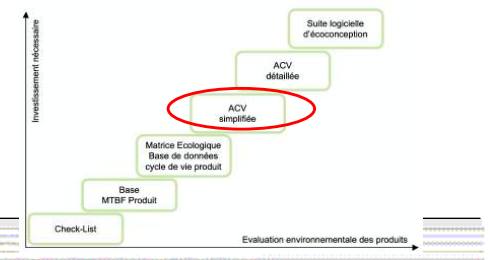 Suite logicielle
d'écoconception
ACV
détaillée
ACV
simplifiée
Matrice Ecologique
Base de données
cycle de vie produit
Base
MTBF Produit
Check-List
Investissement nécessaire
Evaluation environnementale des produits